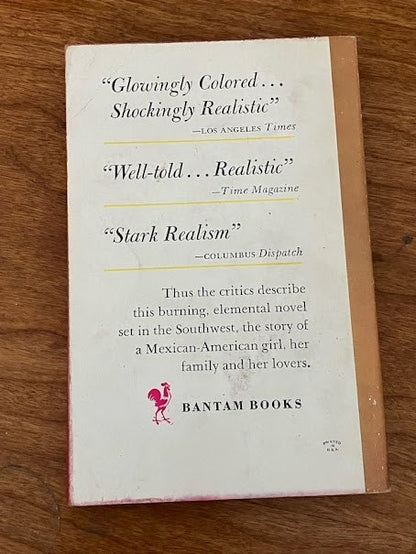 “Glowingly Colored...
Shockingly Realistic”
—LOS ANGELES Times
“Well-told...Realistic”
—Time Magazine
“Stark Realism”
—COLUMBUS Dispatch
Thus the critics describe
this burning, elemental novel
set in the Southwest, the story of
a Mexican-American girl, her
family and her lovers.
BANTAM BOOKS
PRINTED
IN
U.S.A.